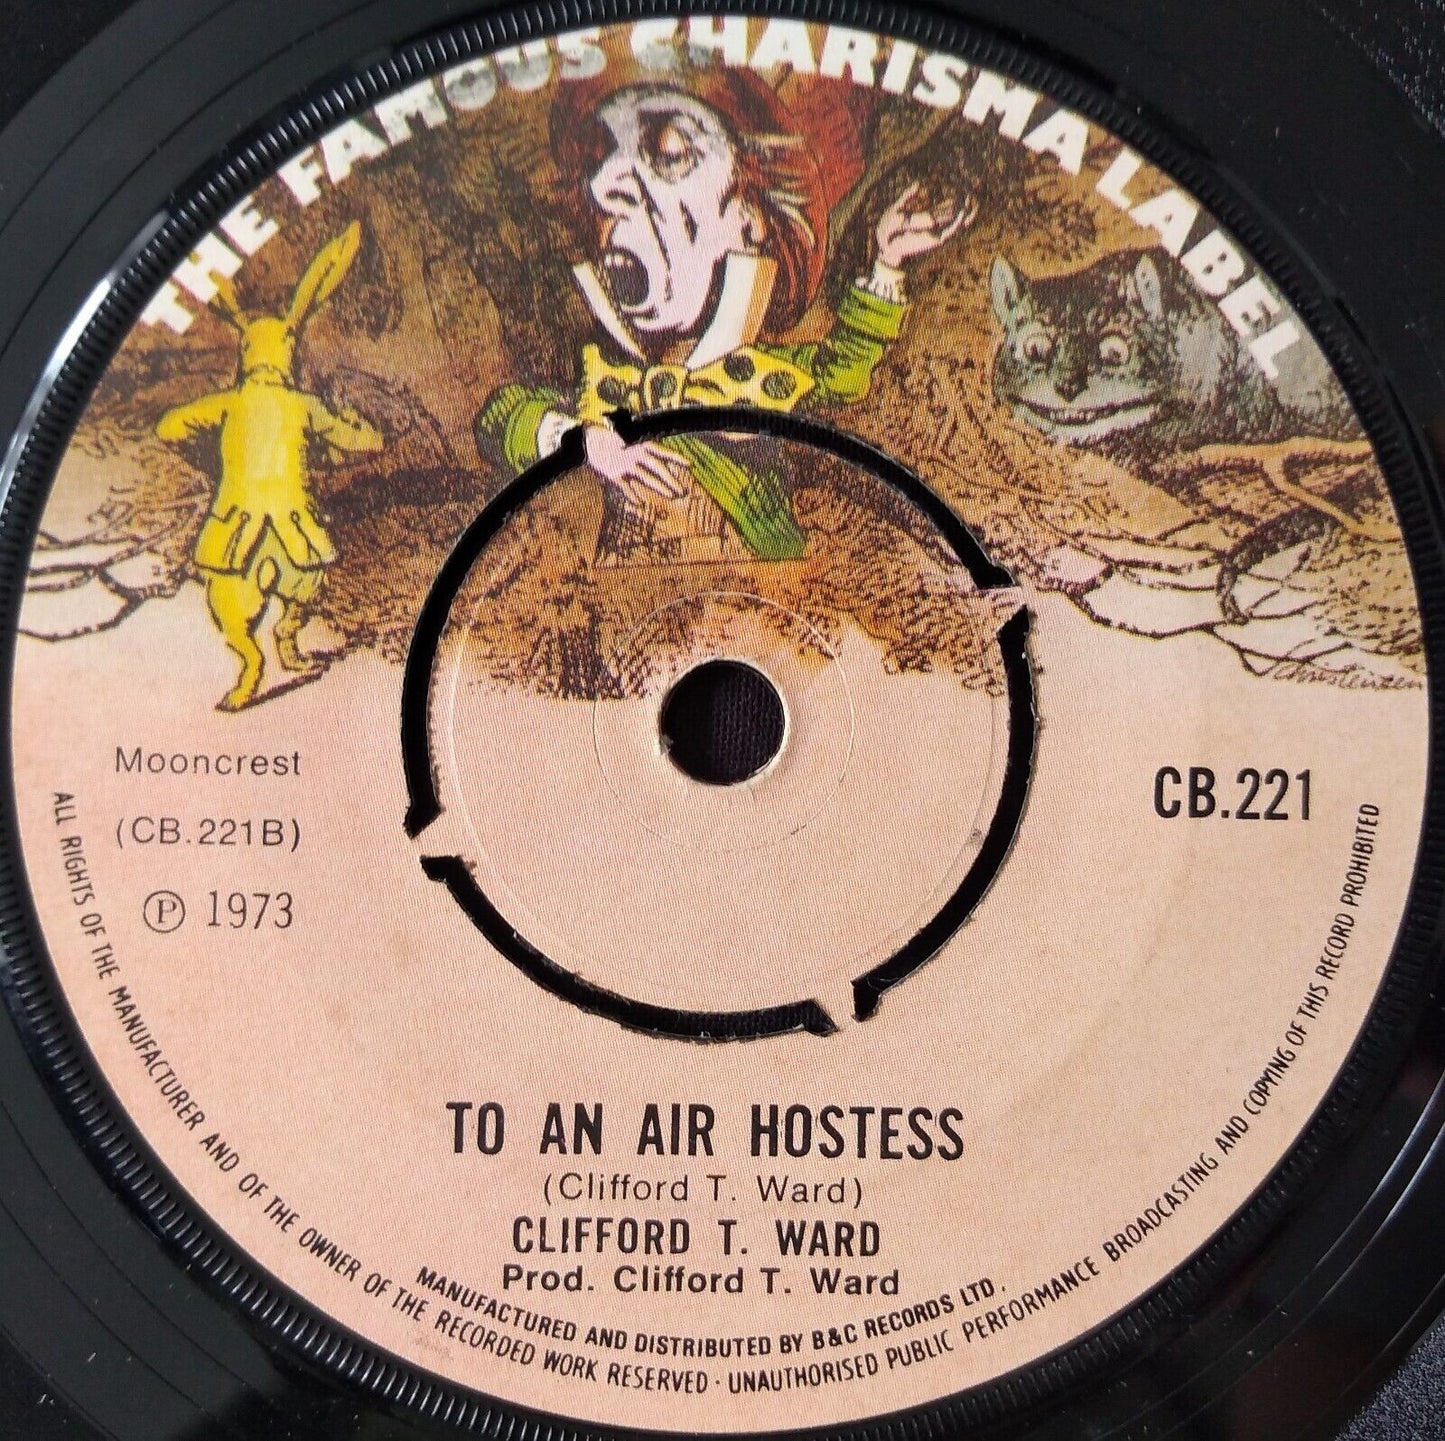 THE FAMOUS CHARISMA LABEL
Christensen
Mooncrest
(CB.221B)
Ⓟ 1973
CB.221
TO AN AIR HOSTESS
(Clifford T. Ward)
CLIFFORD T. WARD
Prod. Clifford T. Ward
MANUFACTURED AND DISTRIBUTED BY B&C RECORDS LTD.
ALL RIGHTS OF THE MANUFACTURER AND OF THE OWNER OF THE RECORDED WORK RESERVED · UNAUTHORISED PUBLIC PERFORMANCE BROADCASTING AND COPYING OF THIS RECORD PROHIBITED